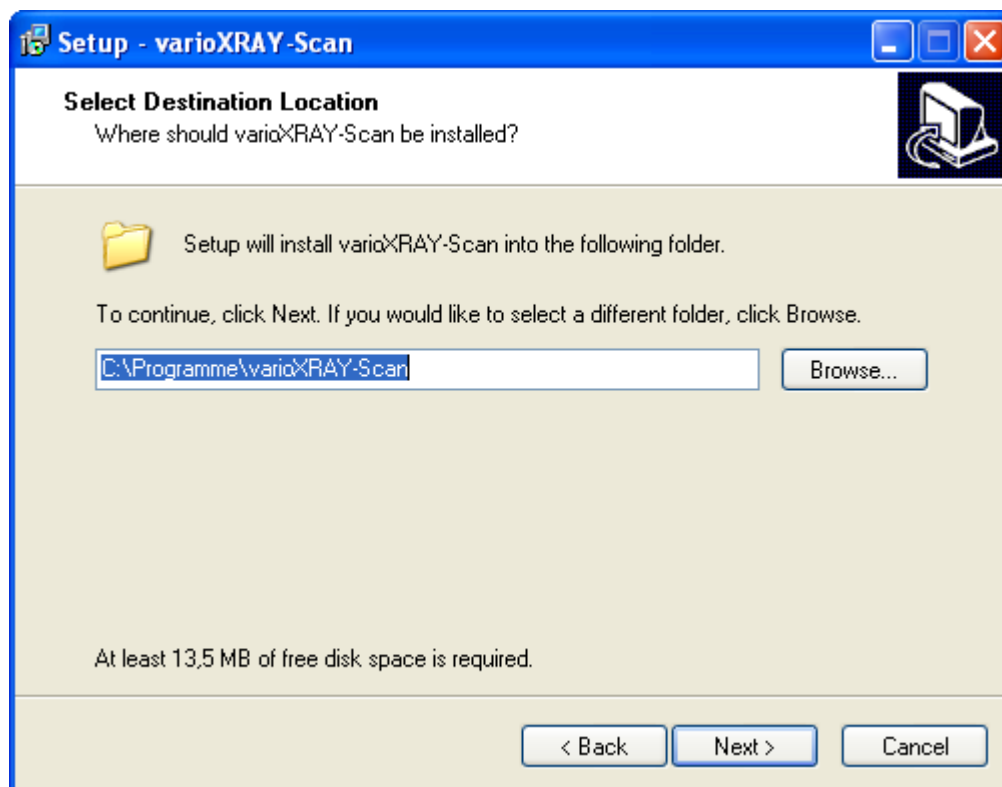 Setup - varioXRAY-Scan
Select Destination Location
Where should varioXRAY-Scan be installed?
Setup will install varioXRAY-Scan into the following folder.
To continue, click Next. If you would like to select a different folder, click Browse.
C:\Programme\varioXRAY-Scan
Browse...
At least 13,5 MB of free disk space is required.
< Back
Next >
Cancel